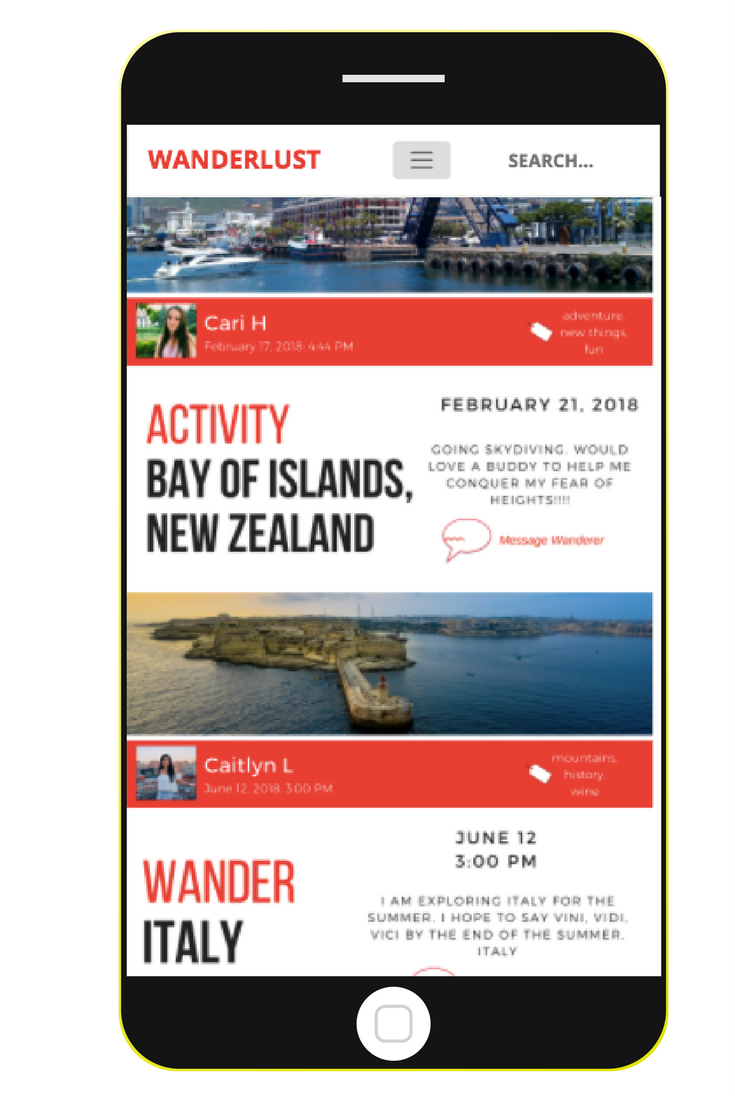 WANDERLUST
SEARCH...
Cari H
February 17, 2018: 4:44 PM
adventure,
new things,
fun
ACTIVITY
BAY OF ISLANDS,
NEW ZEALAND
FEBRUARY 21, 2018
GOING SKYDIVING. WOULD
LOVE A BUDDY TO HELP ME
CONQUER MY FEAR OF
HEIGHTS!!!!
Message Wanderer
Caitlyn L
June 12, 2018: 3:00 PM
mountains,
history,
wine
WANDER
ITALY
JUNE 12
3:00 PM
I AM EXPLORING ITALY FOR THE
SUMMER. I HOPE TO SAY VINI, VIDI,
VICI BY THE END OF THE SUMMER.
ITALY